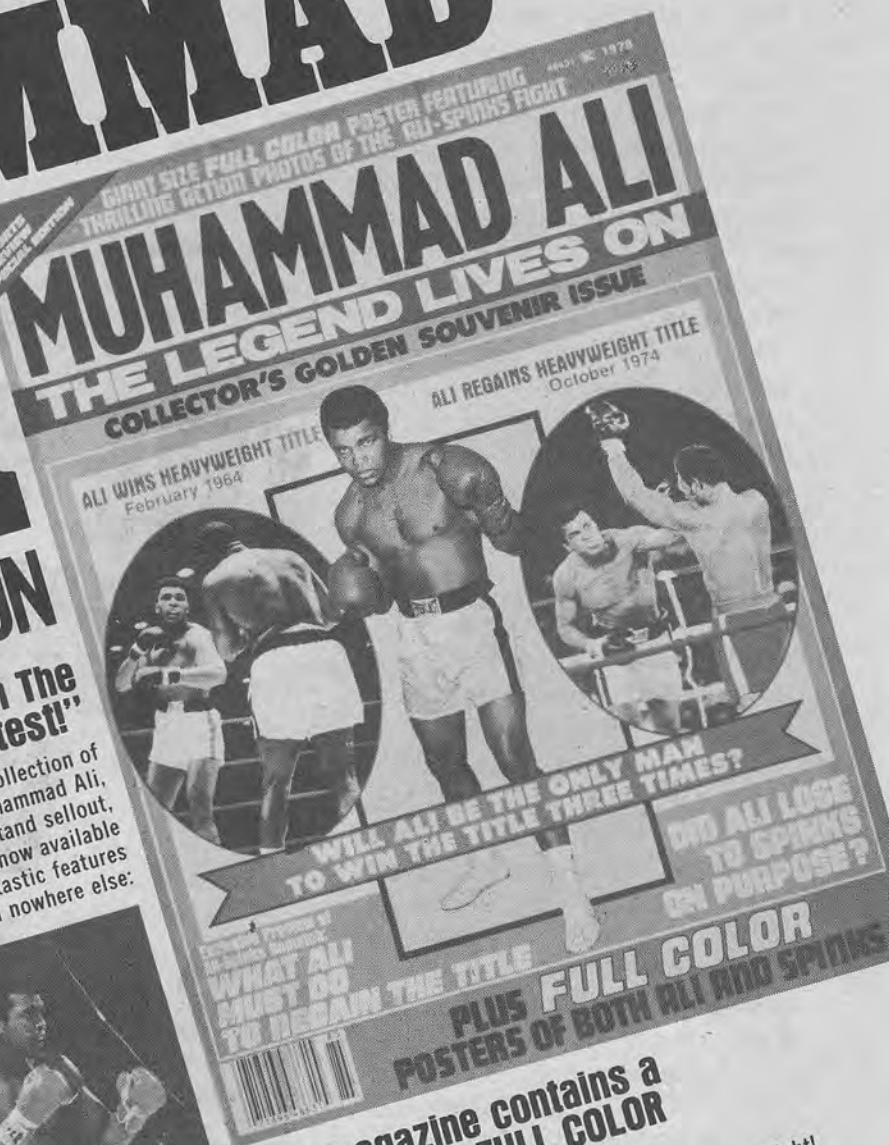 GIANT SIZE FULL COLOR POSTER FEATURING
THRILLING ACTION PHOTOS OF THE ALI-SPINKS FIGHT
1978
MUHAMMAD ALI
THE LEGEND LIVES ON
COLLECTOR'S GOLDEN SOUVENIR ISSUE
ALI WINS HEAVYWEIGHT TITLE
February 1964
ALI REGAINS HEAVYWEIGHT TITLE
October 1974
WILL ALI BE THE ONLY MAN
TO WIN THE TITLE THREE TIMES?
DID ALI LOSE
TO SPINKS
ON PURPOSE?
WHAT ALI
MUST DO
TO REGAIN THE TITLE
PLUS FULL COLOR
POSTERS OF BOTH ALI AND SPINKS
UN
The
test!"
ollection of
ammad Ali,
tand sellout,
now available
tastic features
nowhere else:
gazine contains a
FULL COLOR